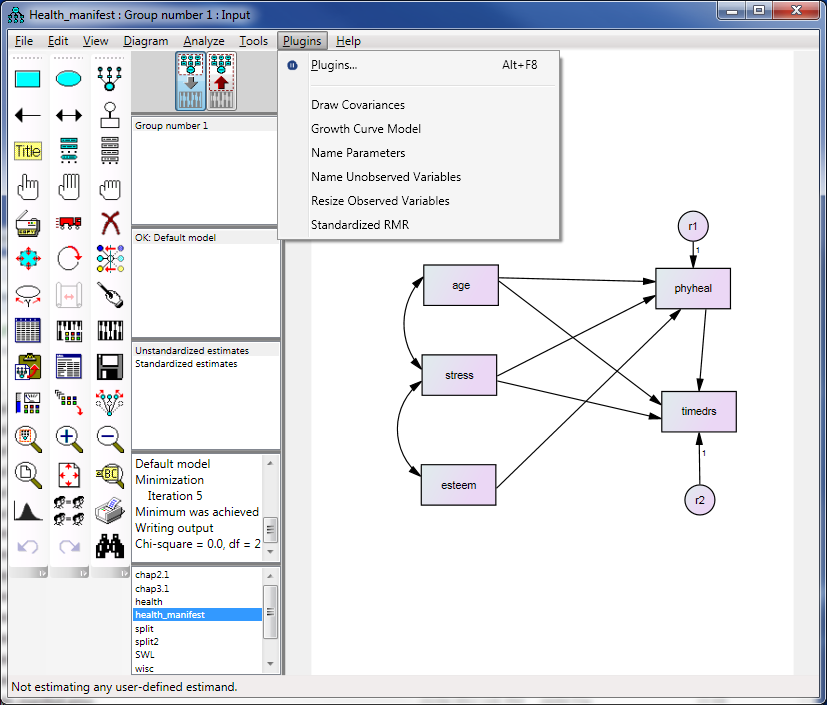 Health_manifest : Group number 1 : Input
File Edit View Diagram Analyze Tools Plugins Help
Plugins... Alt+F8
Draw Covariances
Growth Curve Model
Name Parameters
Name Unobserved Variables
Resize Observed Variables
Standardized RMR
Title
Group number 1
OK: Default model
Unstandardized estimates
Standardized estimates
Default model
Minimization
Iteration 5
Minimum was achieved
Writing output
Chi-square = 0.0, df = 2
chap2.1
chap3.1
health
health_manifest
split
split2
SWL
wisc
r1
1
age
phyheal
stress
timedrs
1
esteem
r2
Not estimating any user-defined estimand.